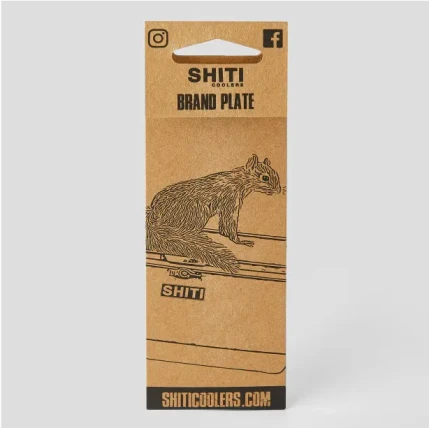 SHITI
COOLERS
BRAND PLATE
SHITI
SHITICOOLERS.COM